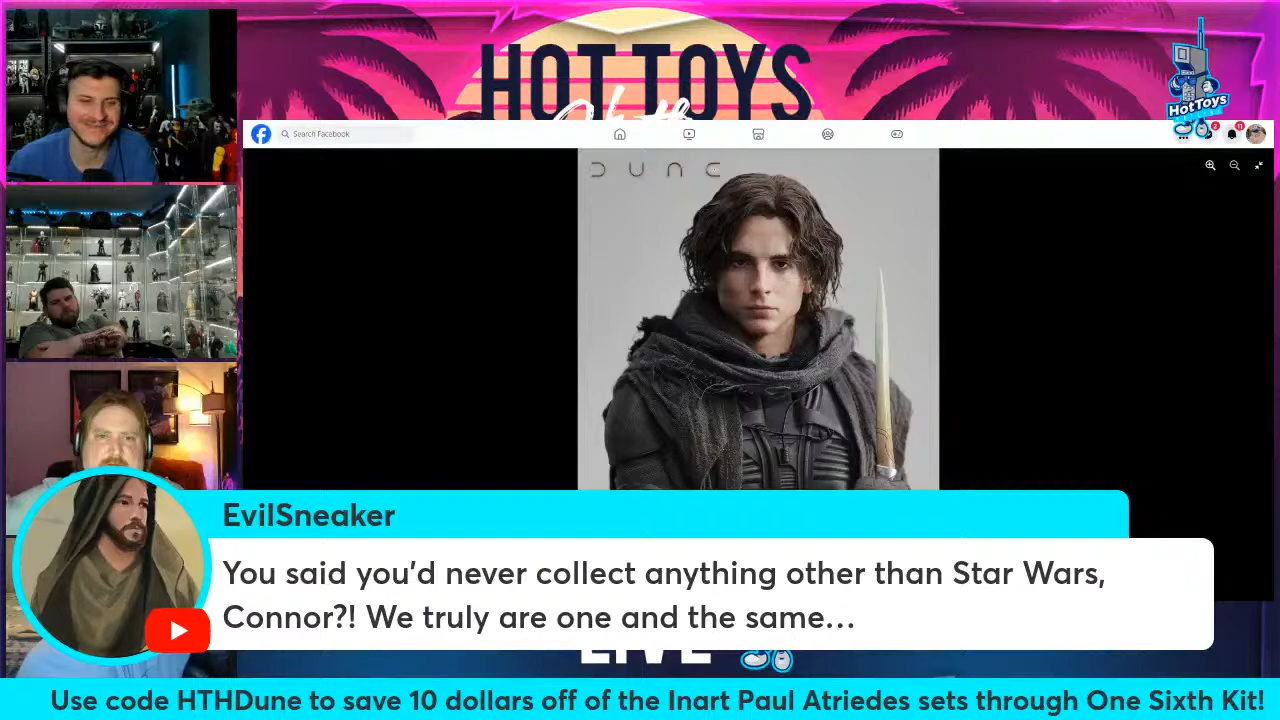 HOT TOYS
HotToys
Search Facebook
DUNC
EvilSneaker
You said you'd never collect anything other than Star Wars,
Connor?! We truly are one and the same...
LIVE
Use code HTHDune to save 10 dollars off of the Inart Paul Atriedes sets through One Sixth Kit!